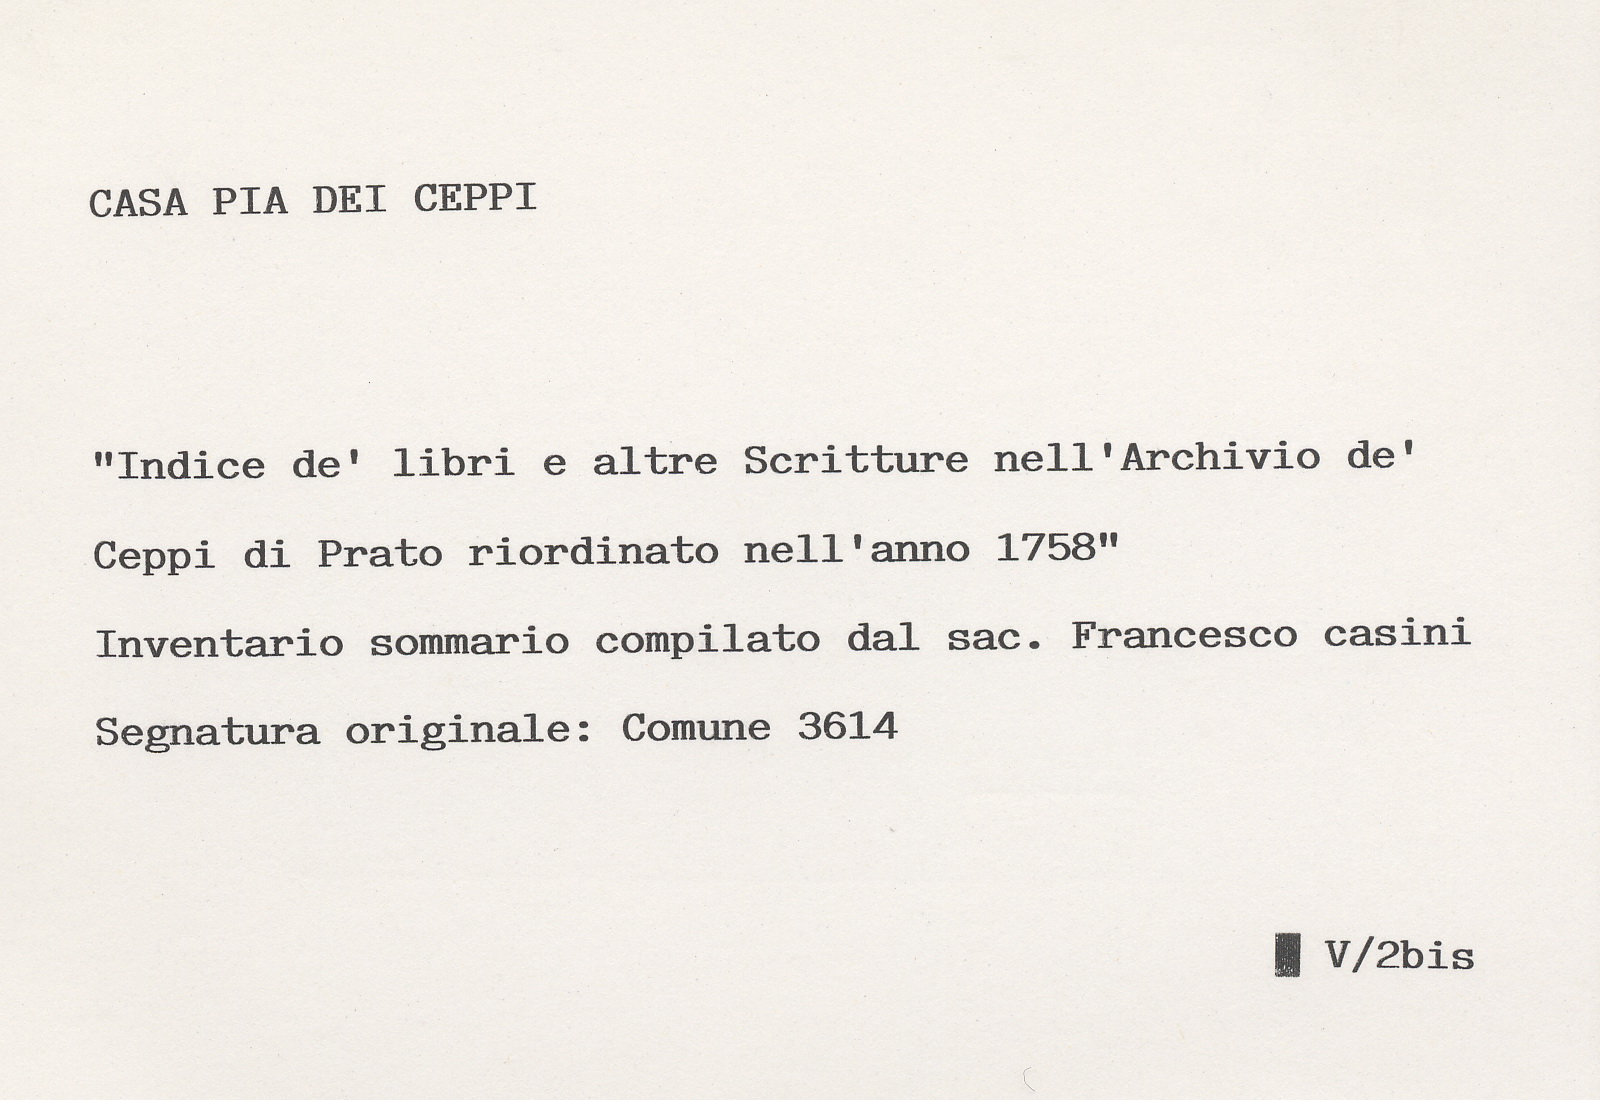 CASA PIA DEI CEPPI
"Indice de' libri e altre Scritture nell'Archivio de'
Ceppi di Prato riordinato nell'anno 1758"
Inventario sommario compilato dal sac. Francesco casini
Segnatura originale: Comune 3614
█ V/2bis